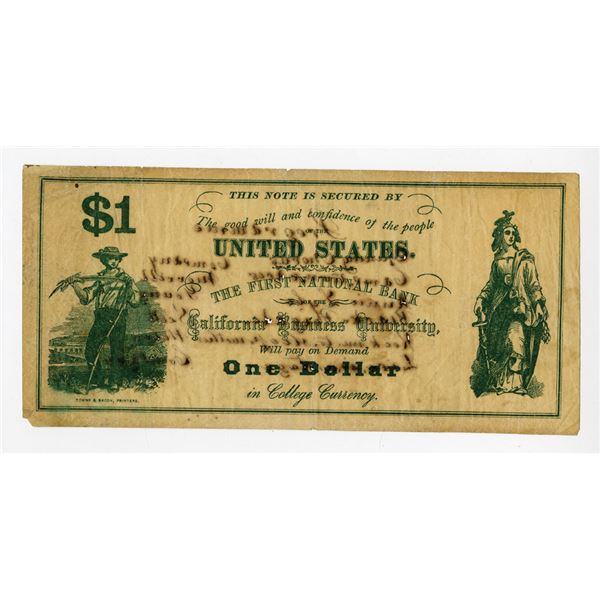 $1
THIS NOTE IS SECURED BY
The good will and confidence of the people
OF THE
UNITED STATES.
THE FIRST NATIONAL BANK
OF THE
California Business University,
Will pay on Demand
One Dollar
in College Currency.
TOWNE & BACON, PRINTERS.